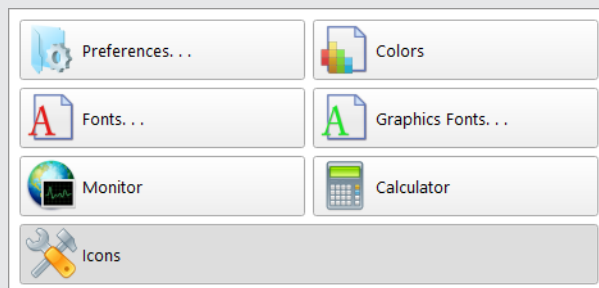 Preferences. . .
Colors
Fonts. . .
Graphics Fonts. . .
Monitor
Calculator
Icons